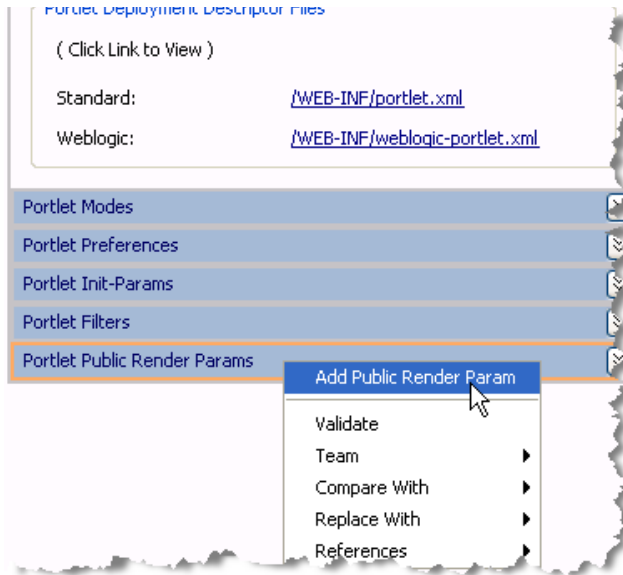 Portlet Deployment Descriptor Files
( Click Link to View )
Standard: /WEB-INF/portlet.xml
Weblogic: /WEB-INF/weblogic-portlet.xml
Portlet Modes
Portlet Preferences
Portlet Init-Params
Portlet Filters
Portlet Public Render Params
Add Public Render Param
Validate
Team
Compare With
Replace With
References